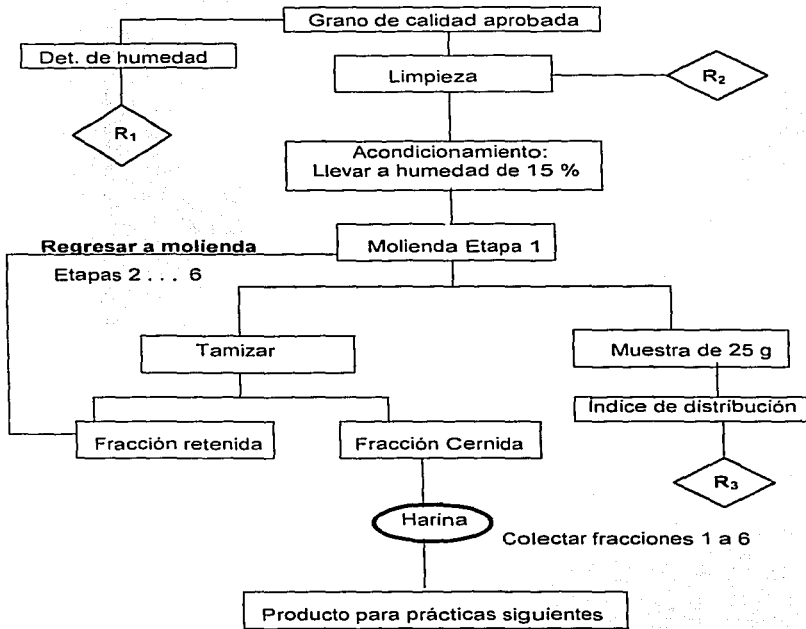 Grano de calidad aprobada
Det. de humedad
Limpieza
R₂
R₁
Acondicionamiento:
Llevar a humedad de 15 %
Regresar a molienda
Molienda Etapa 1
Etapas 2 . . . 6
Tamizar
Muestra de 25 g
Índice de distribución
Fracción retenida
Fracción Cernida
R₃
Harina
Colectar fracciones 1 a 6
Producto para prácticas siguientes